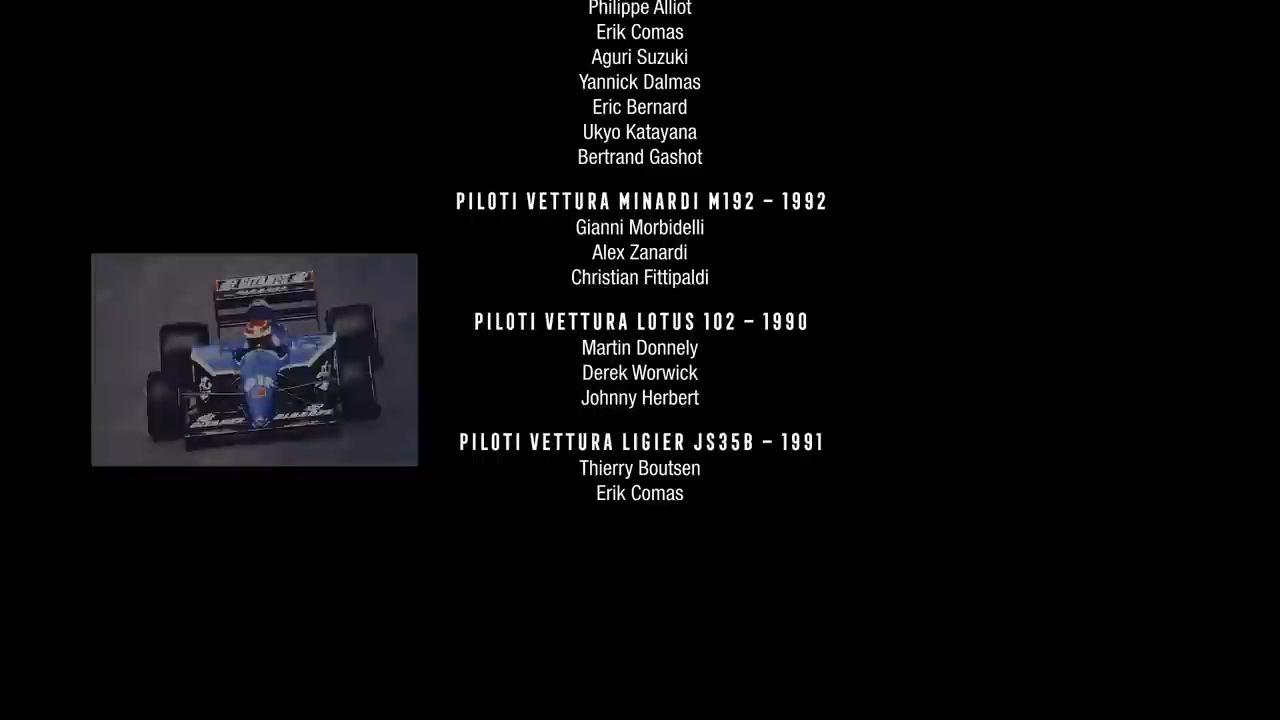 Philippe Alliot
Erik Comas
Aguri Suzuki
Yannick Dalmas
Eric Bernard
Ukyo Katayana
Bertrand Gashot
PILOTI VETTURA MINARDI M192 – 1992
Gianni Morbidelli
Alex Zanardi
Christian Fittipaldi
PILOTI VETTURA LOTUS 102 – 1990
Martin Donnely
Derek Worwick
Johnny Herbert
PILOTI VETTURA LIGIER JS35B – 1991
Thierry Boutsen
Erik Comas